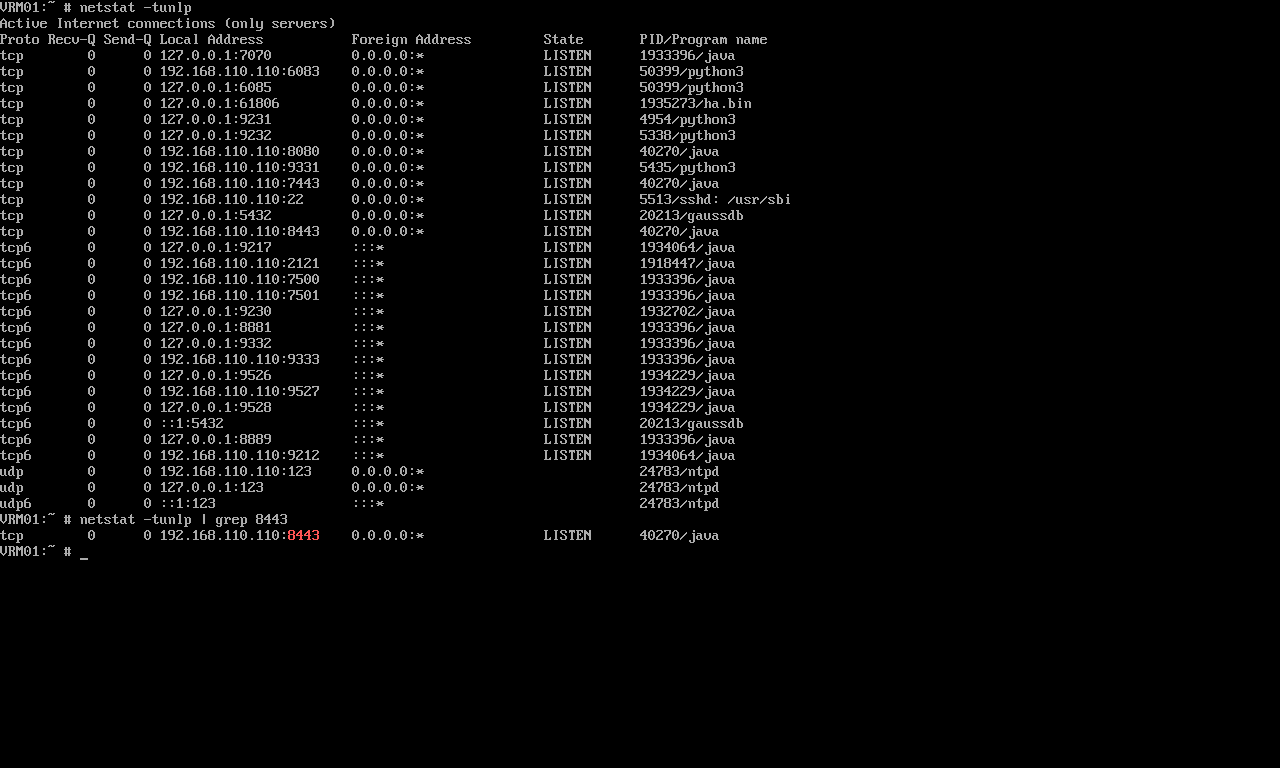 VRM01:~ # netstat -tunlp
Active Internet connections (only servers)
Proto Recv-Q Send-Q Local Address           Foreign Address         State       PID/Program name
tcp        0      0 127.0.0.1:7070          0.0.0.0:*               LISTEN      1933396/java
tcp        0      0 192.168.110.110:6083    0.0.0.0:*               LISTEN      50399/python3
tcp        0      0 127.0.0.1:6085          0.0.0.0:*               LISTEN      50399/python3
tcp        0      0 127.0.0.1:61806         0.0.0.0:*               LISTEN      1935273/ha.bin
tcp        0      0 127.0.0.1:9231          0.0.0.0:*               LISTEN      4954/python3
tcp        0      0 127.0.0.1:9232          0.0.0.0:*               LISTEN      5338/python3
tcp        0      0 192.168.110.110:8080    0.0.0.0:*               LISTEN      40270/java
tcp        0      0 192.168.110.110:9331    0.0.0.0:*               LISTEN      5435/python3
tcp        0      0 192.168.110.110:7443    0.0.0.0:*               LISTEN      40270/java
tcp        0      0 192.168.110.110:22      0.0.0.0:*               LISTEN      5513/sshd: /usr/sbi
tcp        0      0 127.0.0.1:5432          0.0.0.0:*               LISTEN      20213/gaussdb
tcp        0      0 192.168.110.110:8443    0.0.0.0:*               LISTEN      40270/java
tcp6       0      0 127.0.0.1:9217          :::*                    LISTEN      1934064/java
tcp6       0      0 192.168.110.110:2121    :::*                    LISTEN      1918447/java
tcp6       0      0 192.168.110.110:7500    :::*                    LISTEN      1933396/java
tcp6       0      0 192.168.110.110:7501    :::*                    LISTEN      1933396/java
tcp6       0      0 127.0.0.1:9230          :::*                    LISTEN      1932702/java
tcp6       0      0 127.0.0.1:8881          :::*                    LISTEN      1933396/java
tcp6       0      0 127.0.0.1:9332          :::*                    LISTEN      1933396/java
tcp6       0      0 192.168.110.110:9333    :::*                    LISTEN      1933396/java
tcp6       0      0 127.0.0.1:9526          :::*                    LISTEN      1934229/java
tcp6       0      0 192.168.110.110:9527    :::*                    LISTEN      1934229/java
tcp6       0      0 127.0.0.1:9528          :::*                    LISTEN      1934229/java
tcp6       0      0 ::1:5432                :::*                    LISTEN      20213/gaussdb
tcp6       0      0 127.0.0.1:8889          :::*                    LISTEN      1933396/java
tcp6       0      0 192.168.110.110:9212    :::*                    LISTEN      1934064/java
udp        0      0 192.168.110.110:123     0.0.0.0:*                           24783/ntpd
udp        0      0 127.0.0.1:123           0.0.0.0:*                           24783/ntpd
udp6       0      0 ::1:123                 :::*                                24783/ntpd
VRM01:~ # netstat -tunlp | grep 8443
tcp        0      0 192.168.110.110:8443    0.0.0.0:*               LISTEN      40270/java
VRM01:~ # _